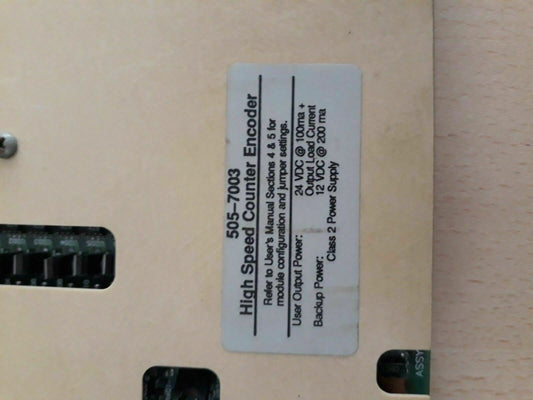 505-7003
High Speed Counter Encoder
Refer to User's Manual Sections 4 & 5 for
module configuration and jumper settings.
User Output Power: 24 VDC @ 100ma +
Output Load Current
Backup Power: 12 VDC @ 200 ma
Class 2 Power Supply
ASSY